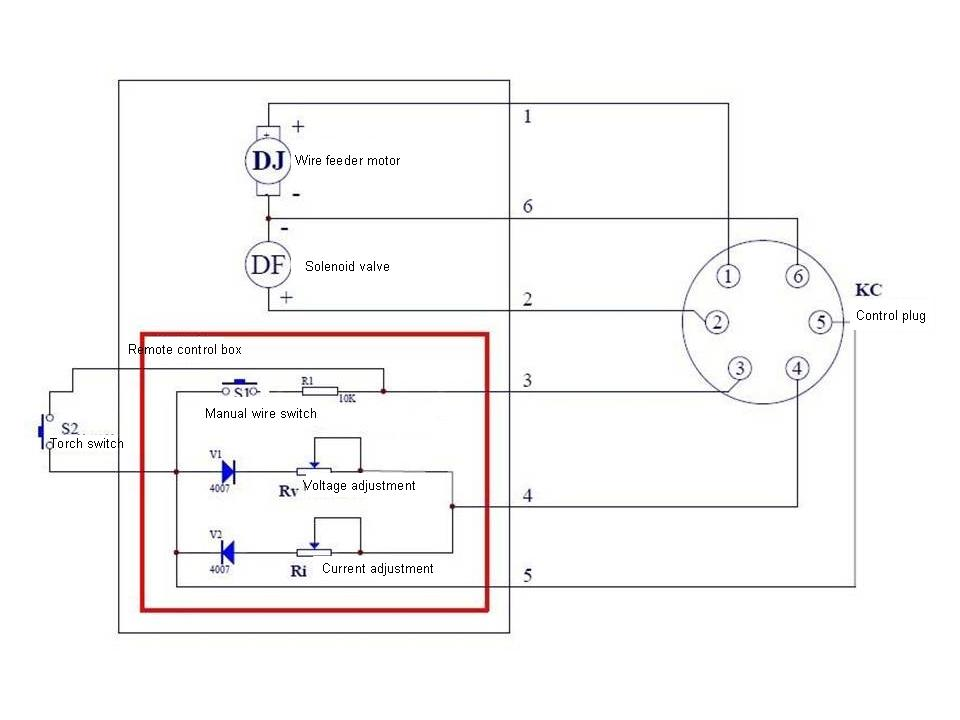 1
+
+
DJ Wire feeder motor
-
-
6
-
DF Solenoid valve
+
2
1
6
KC
2
5
Control plug
3
4
Remote control box
3
R1
S1
10K
Manual wire switch
S2
Torch switch
V1
4007
Rv Voltage adjustment
4
V2
4007
Ri Current adjustment
5